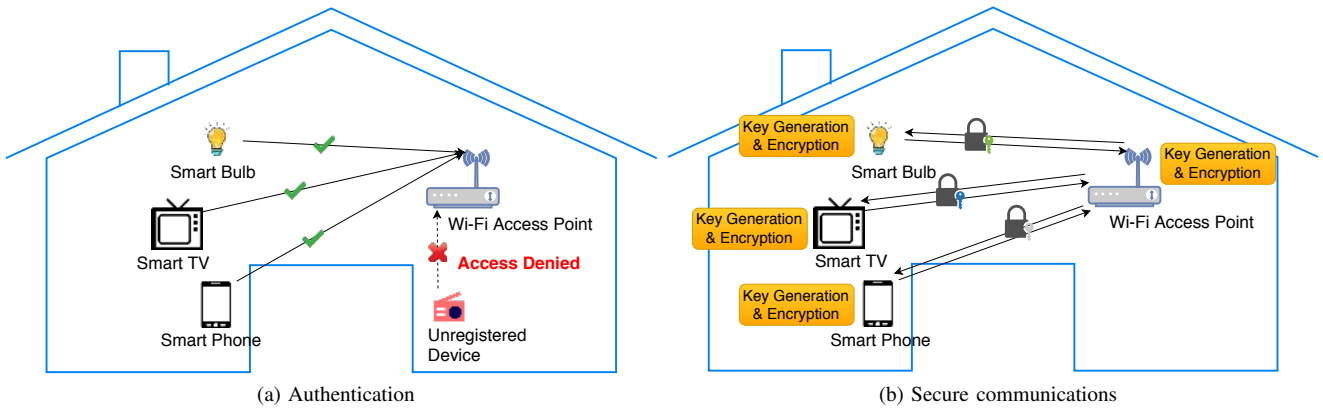 Smart Bulb
Smart TV
Smart Phone
Wi-Fi Access Point
Access Denied
Unregistered
Device
(a) Authentication
Key Generation
& Encryption
Smart Bulb
Key Generation
& Encryption
Wi-Fi Access Point
Key Generation
& Encryption
Smart TV
Key Generation
& Encryption
Smart Phone
(b) Secure communications